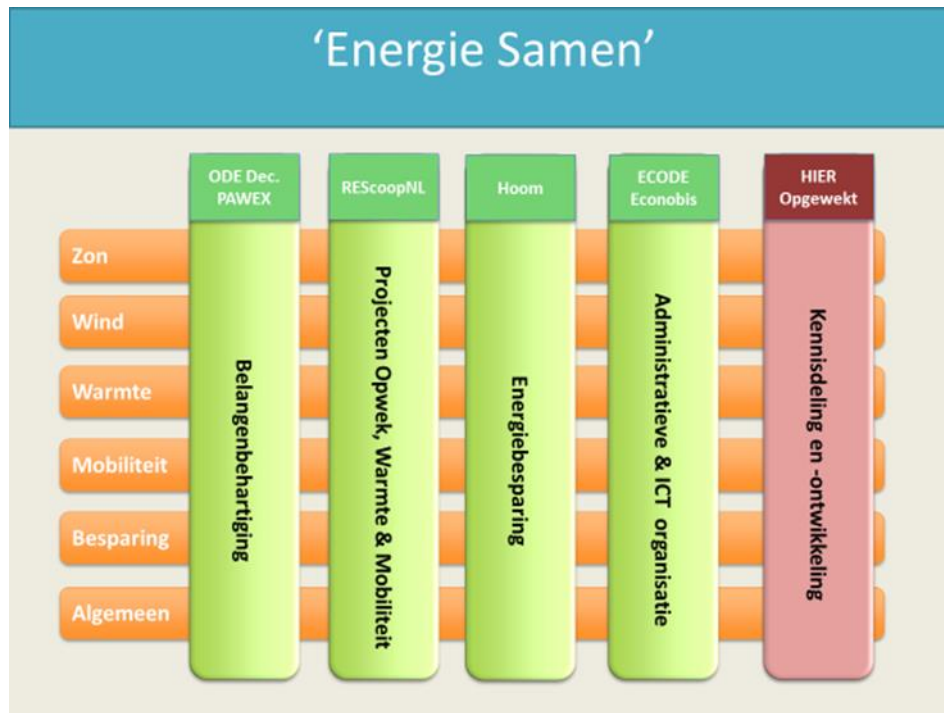 ‘Energie Samen’
ODE Dec.
PAWEX
REScoopNL
Hoom
ECODE
Econobis
HIER
Opgewekt
Zon
Wind
Warmte
Mobiliteit
Besparing
Algemeen
Belangenbehartiging
Projecten Opwek, Warmte & Mobiliteit
Energiebesparing
Administratieve & ICT organisatie
Kennisdeling en -ontwikkeling